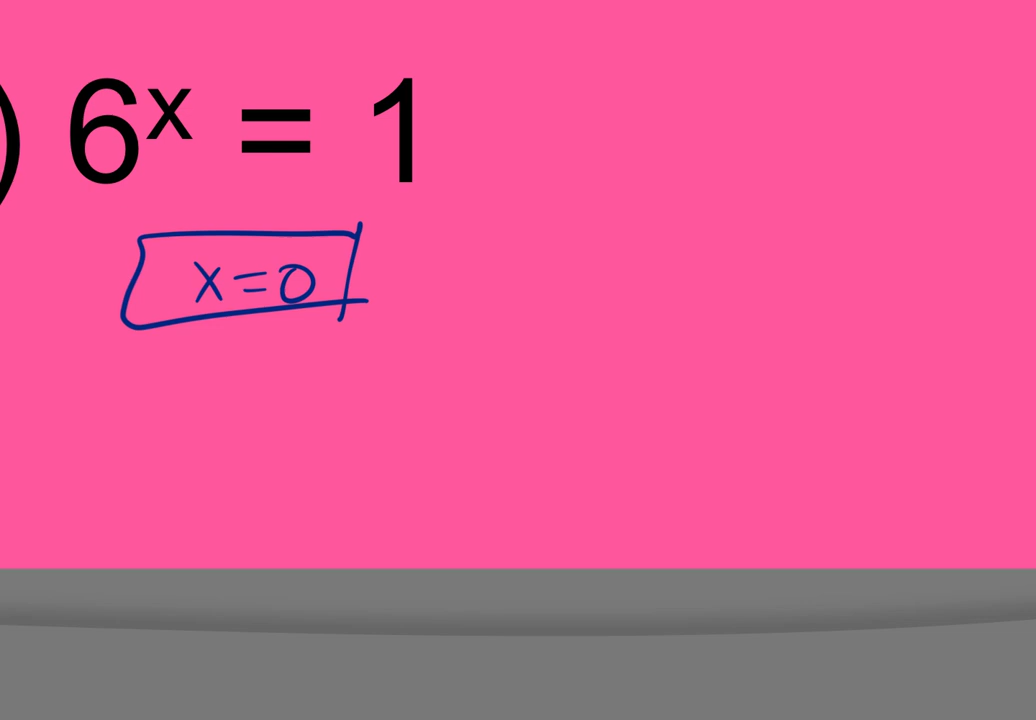 ) 6ˣ = 1
x=0